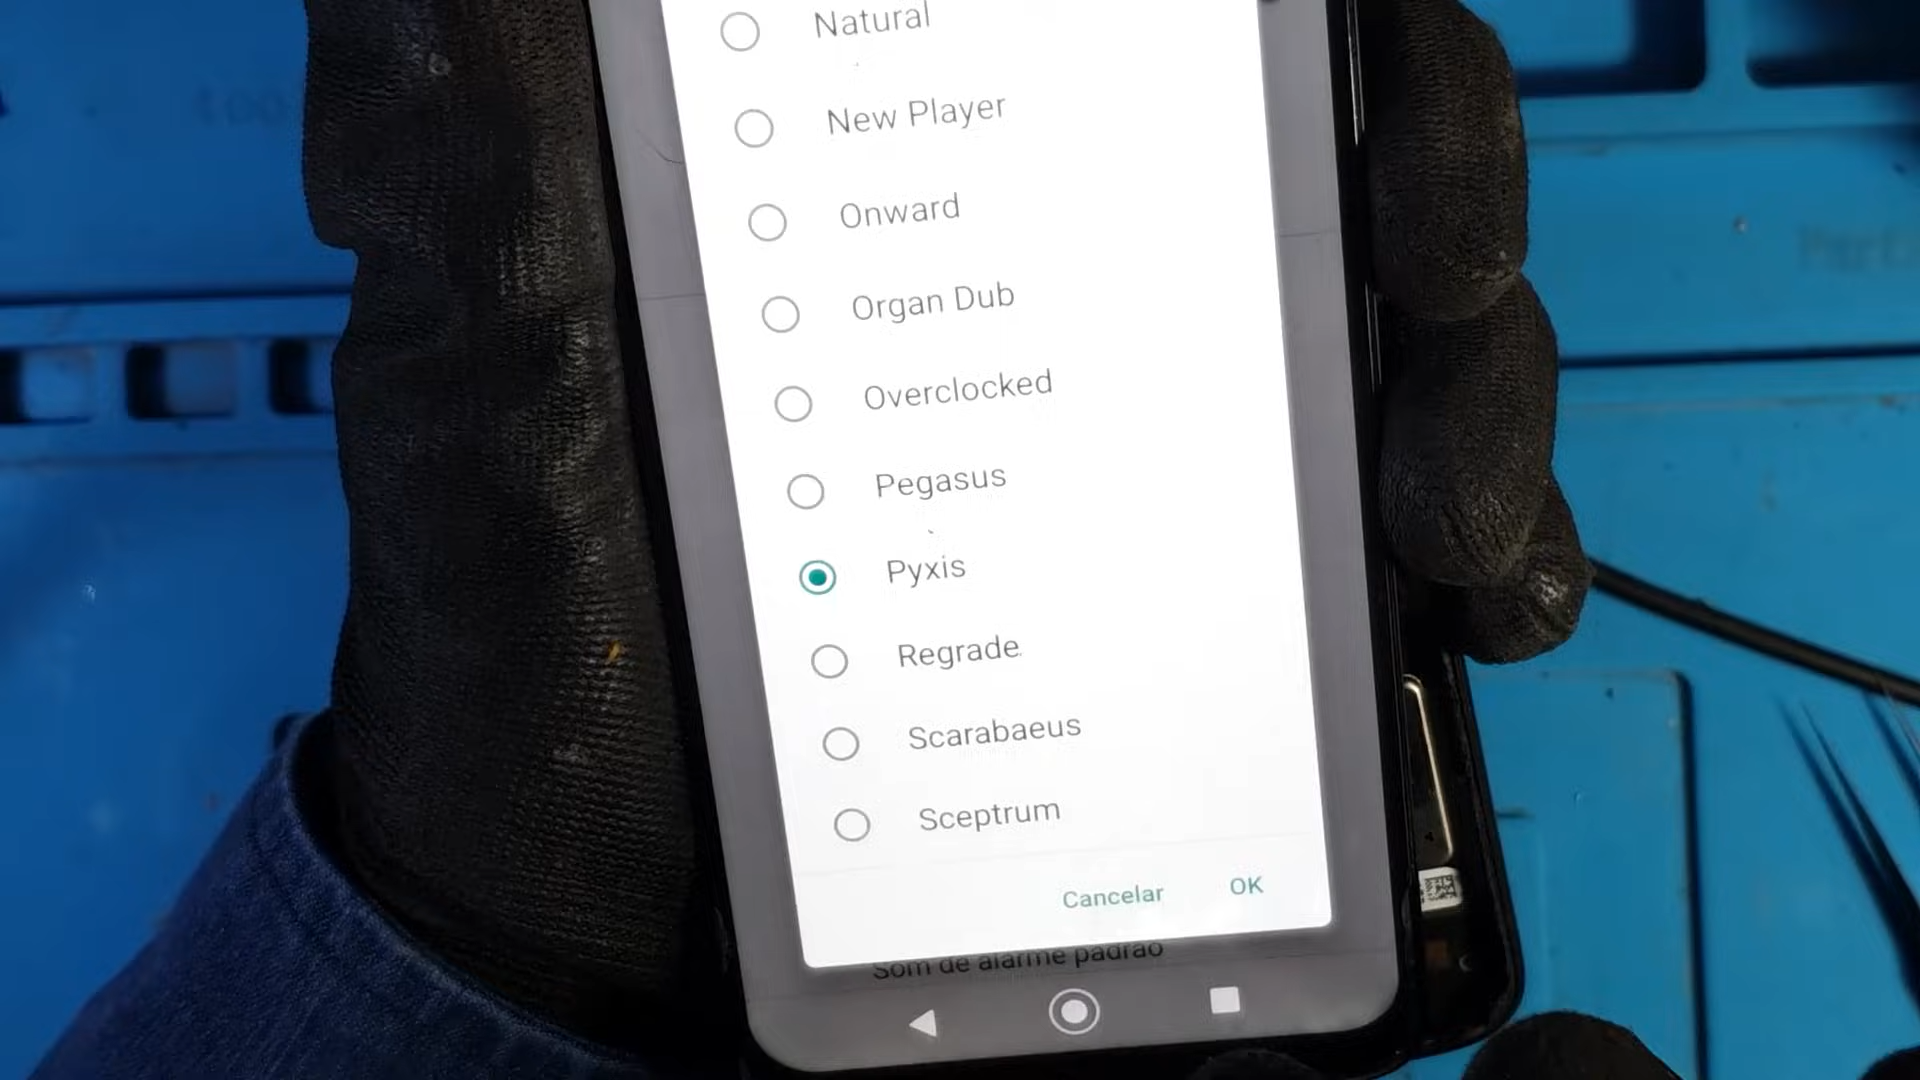 Natural
New Player
Onward
Organ Dub
Overclocked
Pegasus
Pyxis
Regrade
Scarabaeus
Sceptrum
Cancelar OK
Som de alarme padrão